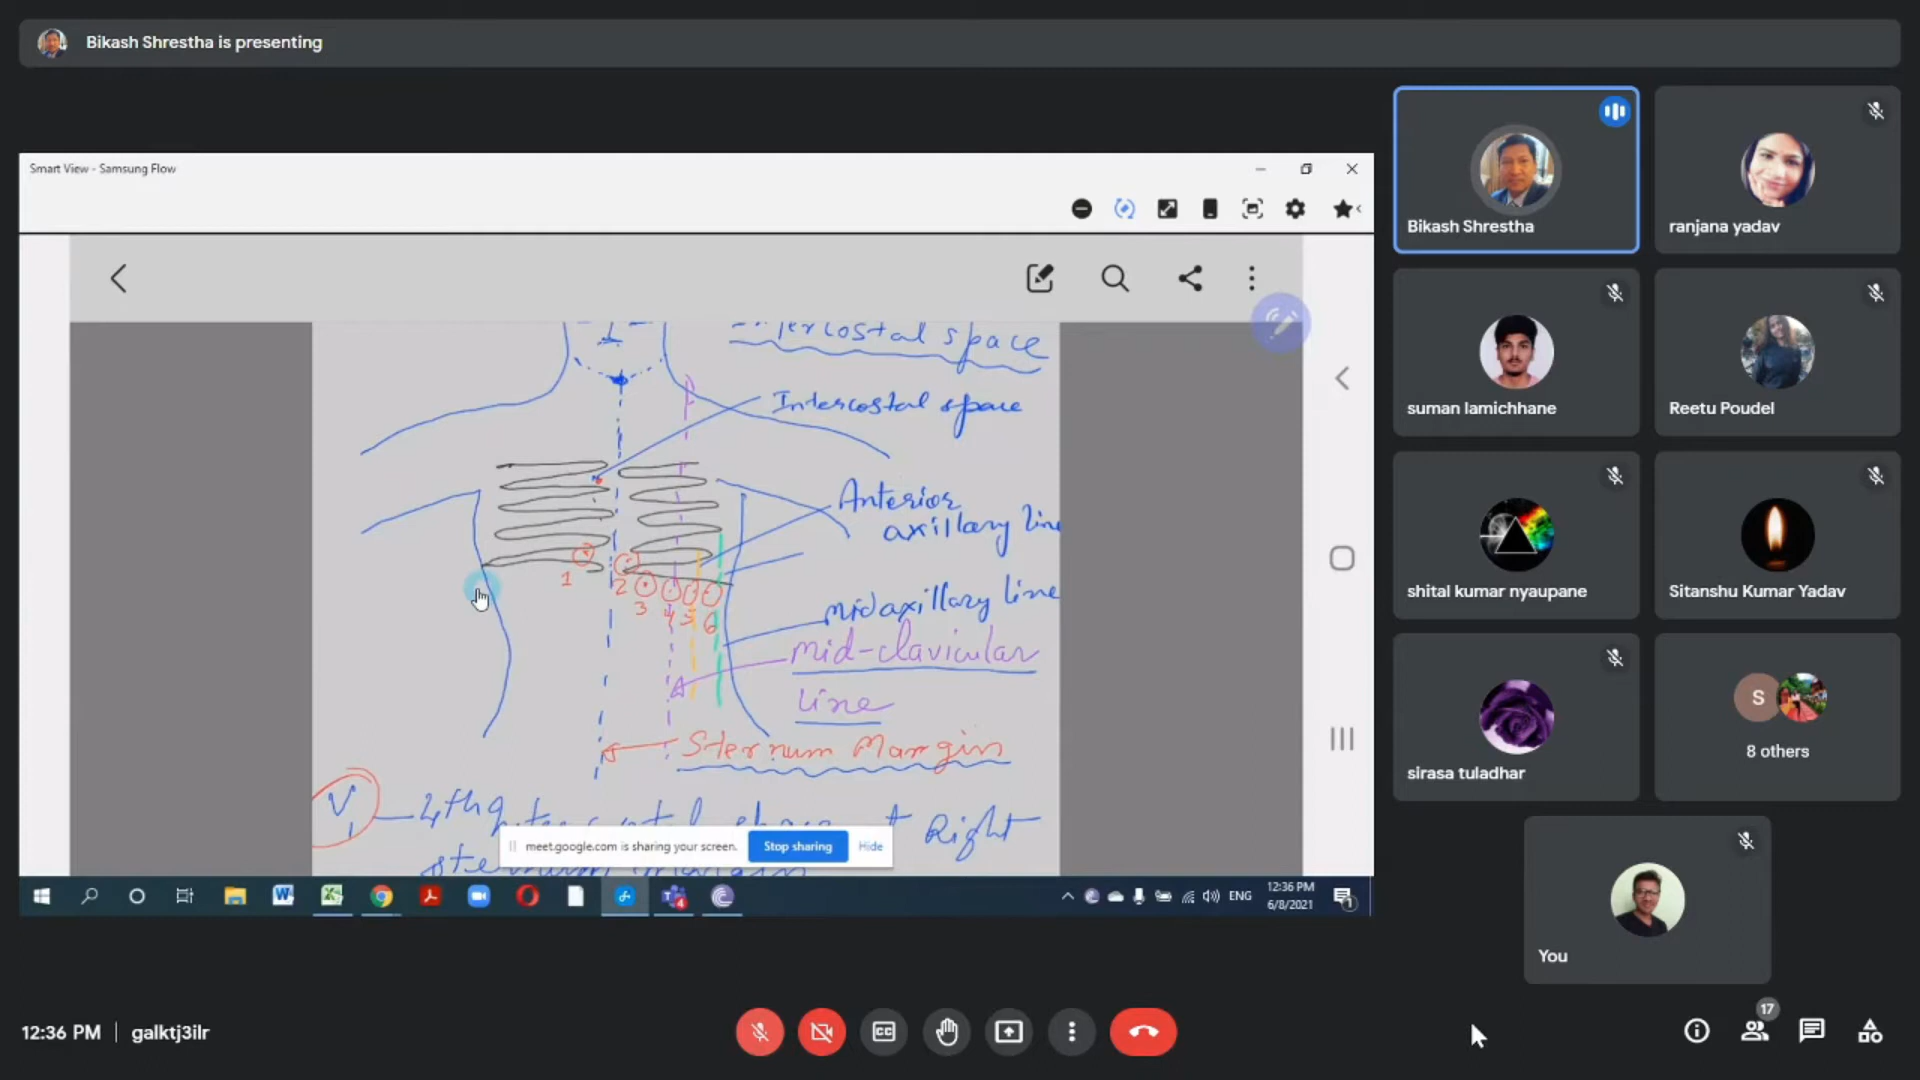 Bikash Shrestha is presenting
Smart View - Samsung Flow
Intercostal space
Intercostal space
Anterior
axillary line
1
2
3
4
5
6
midaxillary line
mid-clavicular
line
Sternum Margin
V1 - 4th
Right
meet.google.com is sharing your screen.
Stop sharing
Hide
ENG
12:36 PM
6/8/2021
1
4
Bikash Shrestha
ranjana yadav
suman lamichhane
Reetu Poudel
shital kumar nyaupane
Sitanshu Kumar Yadav
sirasa tuladhar
S
8 others
You
12:36 PM
galktj3ilr
CC
17